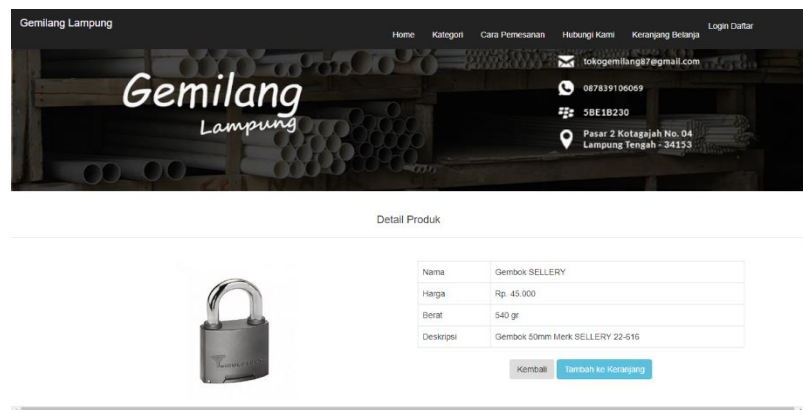 Gemilang Lampung
Home Kategori Cara Pemesanan Hubungi Kami Keranjang Belanja Login Daftar
Gemilang
Lampung
tokogemilang87@gmail.com
087839106069
5BE1B230
Pasar 2 Kotagajah No. 04
Lampung Tengah - 34153
Detail Produk
Nama Gembok SELLERY
Harga Rp. 45.000
Berat 540 gr
Deskripsi Gembok 50mm Merk SELLERY 22-616
Kembali Tambah ke Keranjang